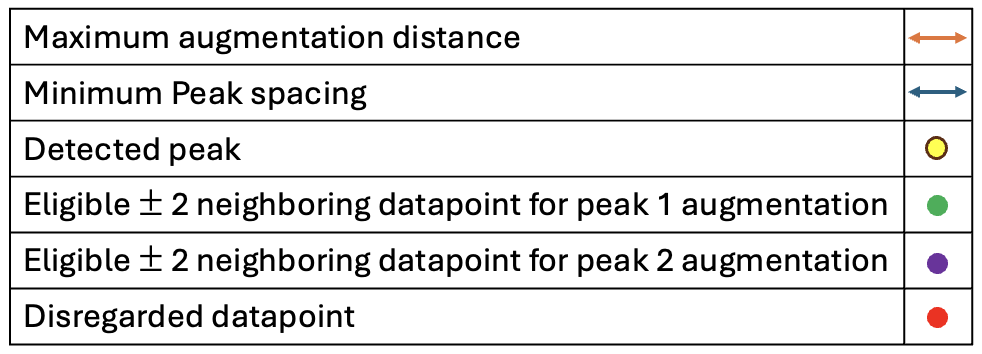 Maximum augmentation distance
Minimum Peak spacing
Detected peak
Eligible ± 2 neighboring datapoint for peak 1 augmentation
Eligible ± 2 neighboring datapoint for peak 2 augmentation
Disregarded datapoint